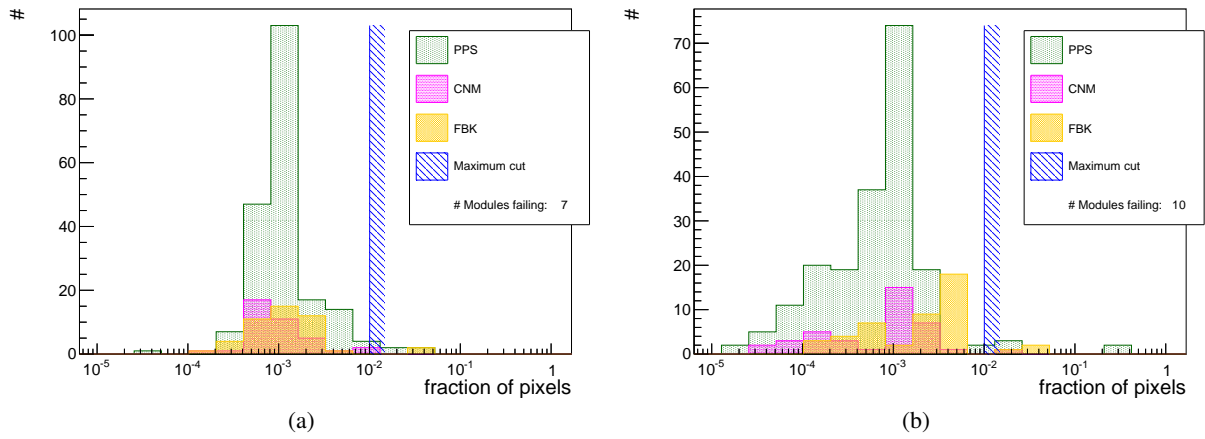 #
100
80
60
40
20
0
PPS
CNM
FBK
Maximum cut
# Modules failing: 7
10⁻⁵ 10⁻⁴ 10⁻³ 10⁻² 10⁻¹ 1
fraction of pixels
(a)
#
70
60
50
40
30
20
10
0
PPS
CNM
FBK
Maximum cut
# Modules failing: 10
10⁻⁵ 10⁻⁴ 10⁻³ 10⁻² 10⁻¹ 1
fraction of pixels
(b)